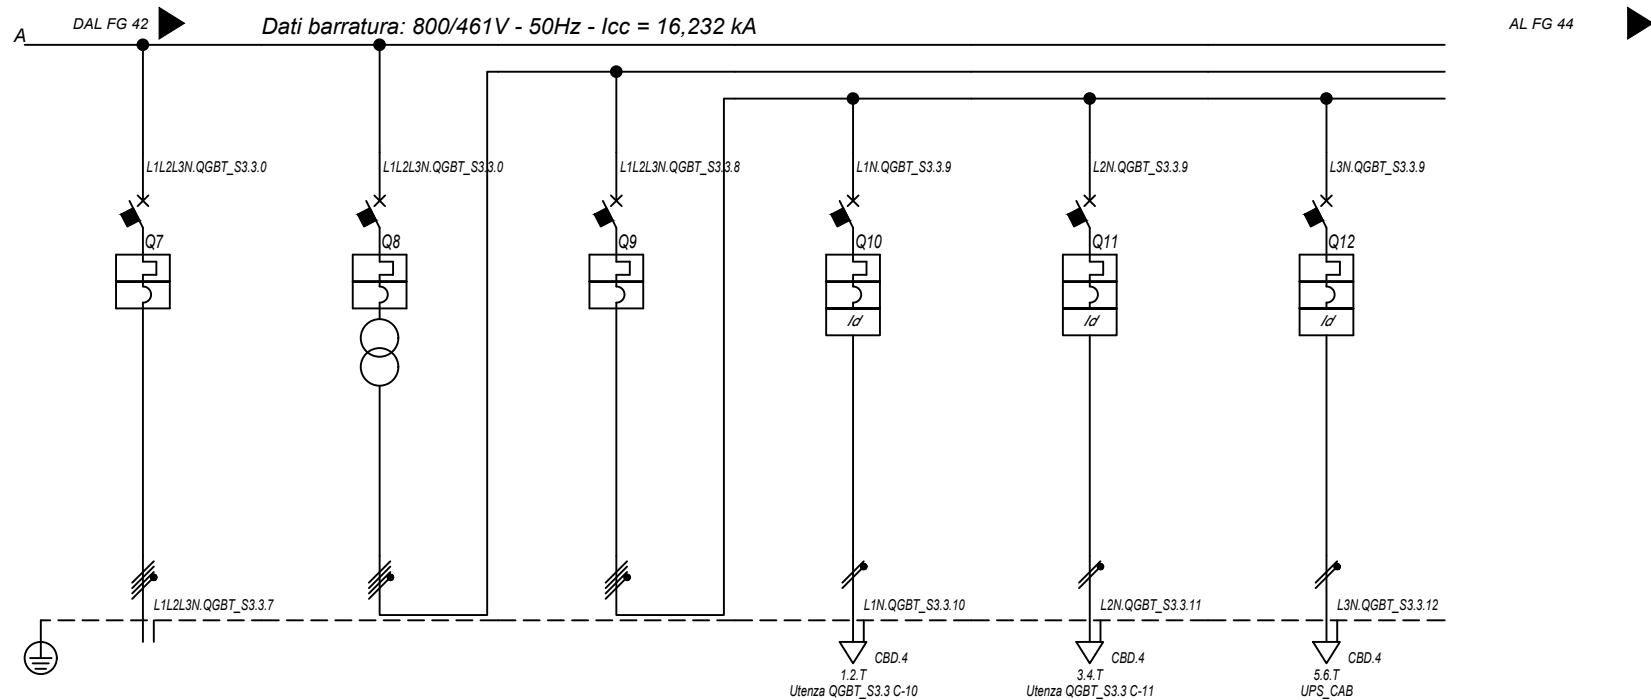 DAL FG 42
Dati barratura: 800/461V - 50Hz - Icc = 16,232 kA
AL FG 44
A
L1L2L3N.QGBT_S3.3.0
L1L2L3N.QGBT_S3.3.0
L1L2L3N.QGBT_S3.3.8
L1N.QGBT_S3.3.9
L2N.QGBT_S3.3.9
L3N.QGBT_S3.3.9
Q7
Q8
Q9
Q10
Q11
Q12
Id
Id
Id
L1L2L3N.QGBT_S3.3.7
L1N.QGBT_S3.3.10
L2N.QGBT_S3.3.11
L3N.QGBT_S3.3.12
CBD.4
CBD.4
CBD.4
1.2.T
3.4.T
5.6.T
Utenza QGBT_S3.3 C-10
Utenza QGBT_S3.3 C-11
UPS_CAB